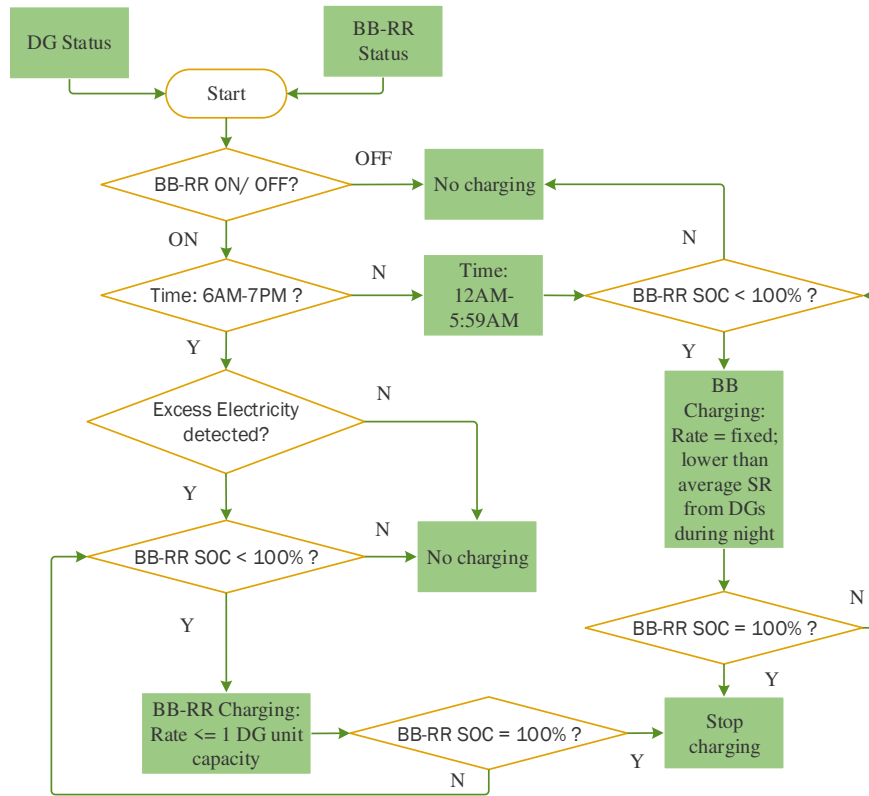 DG Status
BB-RR
Status
Start
BB-RR ON/ OFF?
OFF
No charging
ON
N
Time: 6AM-7PM ?
N
Time:
12AM-
5:59AM
BB-RR SOC < 100% ?
Y
Y
Excess Electricity
detected?
N
BB
Charging:
Rate = fixed;
lower than
average SR
from DGs
during night
Y
BB-RR SOC < 100% ?
N
No charging
Y
BB-RR SOC = 100% ?
N
Y
BB-RR Charging:
Rate <= 1 DG unit
capacity
BB-RR SOC = 100% ?
Y
Stop
charging
N